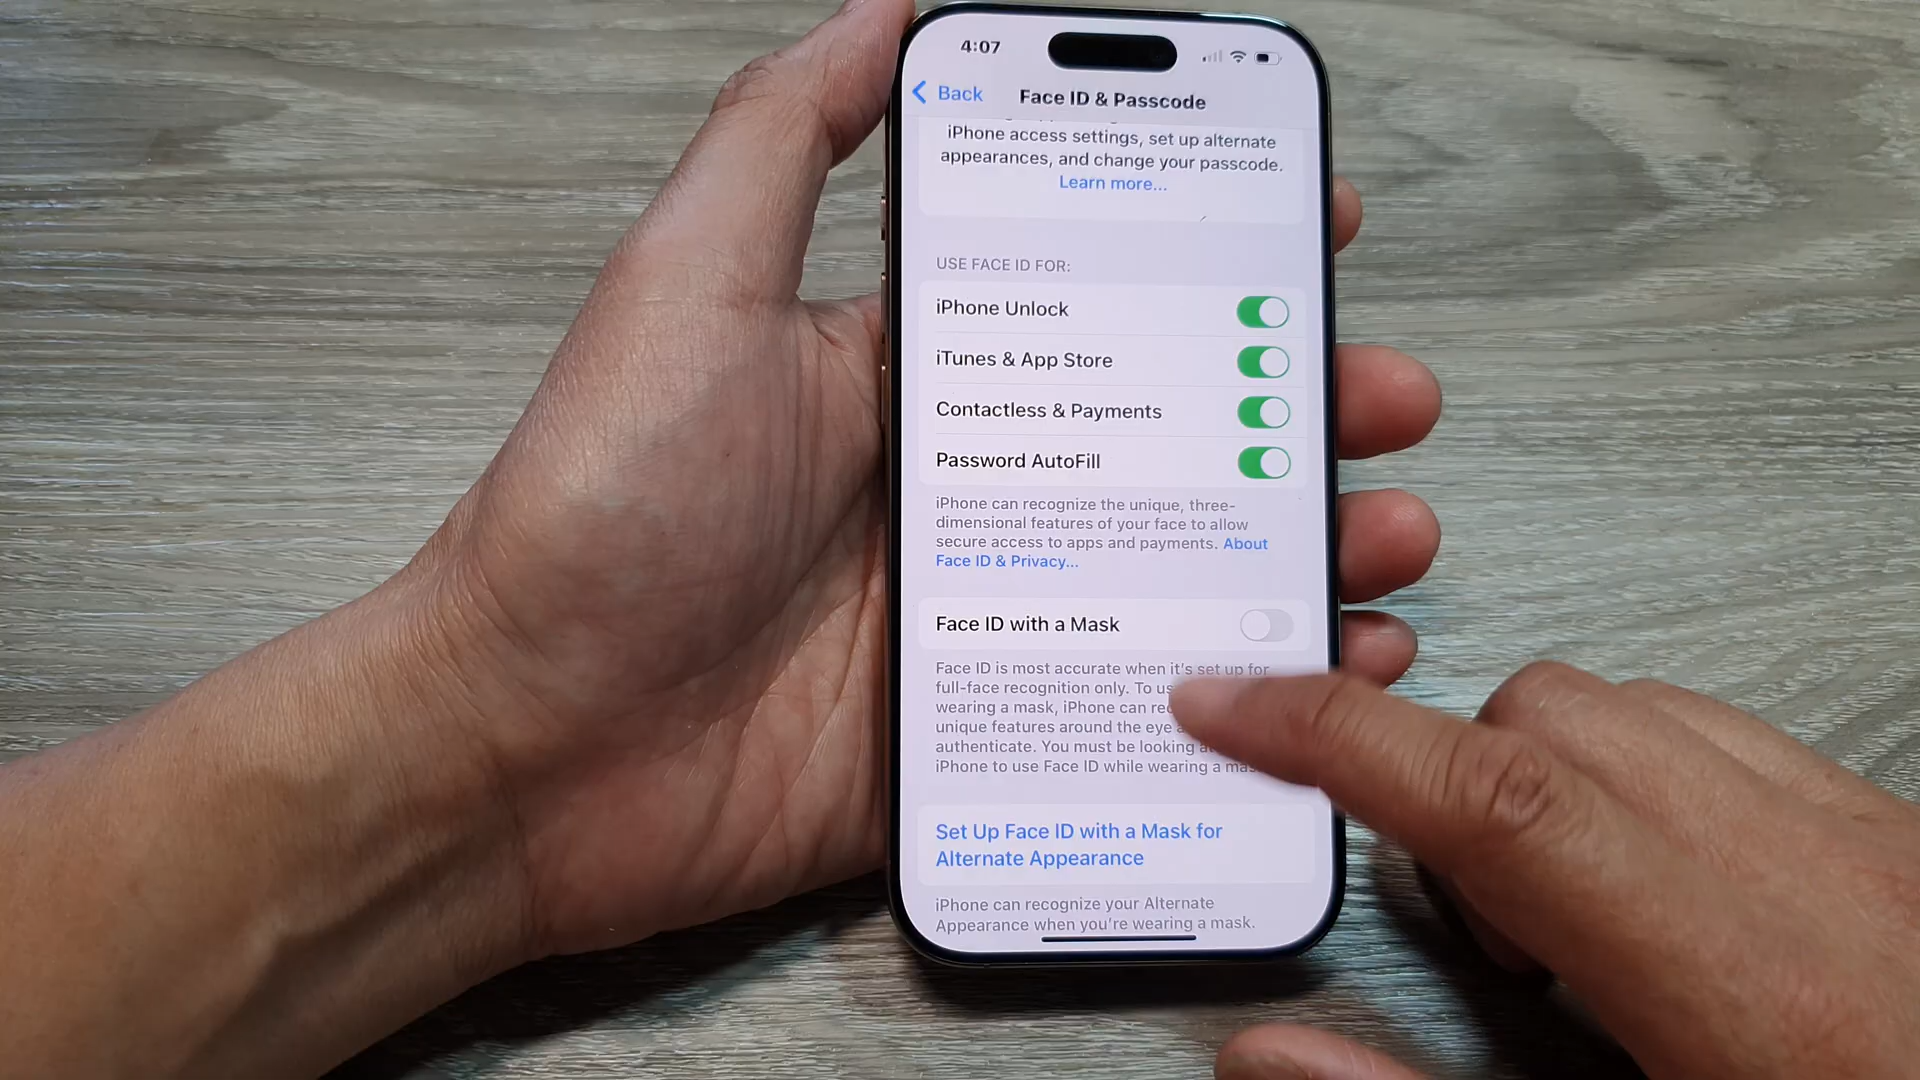 4:07
Back
Face ID & Passcode
iPhone access settings, set up alternate
appearances, and change your passcode.
Learn more...
USE FACE ID FOR:
iPhone Unlock
iTunes & App Store
Contactless & Payments
Password AutoFill
iPhone can recognize the unique, three-
dimensional features of your face to allow
secure access to apps and payments. About
Face ID & Privacy...
Face ID with a Mask
Face ID is most accurate when it's set up for
full-face recognition only. To
wearing a mask, iPhone can
unique features around the eye
authenticate. You must be looking
iPhone to use Face ID while wearing a
Set Up Face ID with a Mask for
Alternate Appearance
iPhone can recognize your Alternate
Appearance when you're wearing a mask.